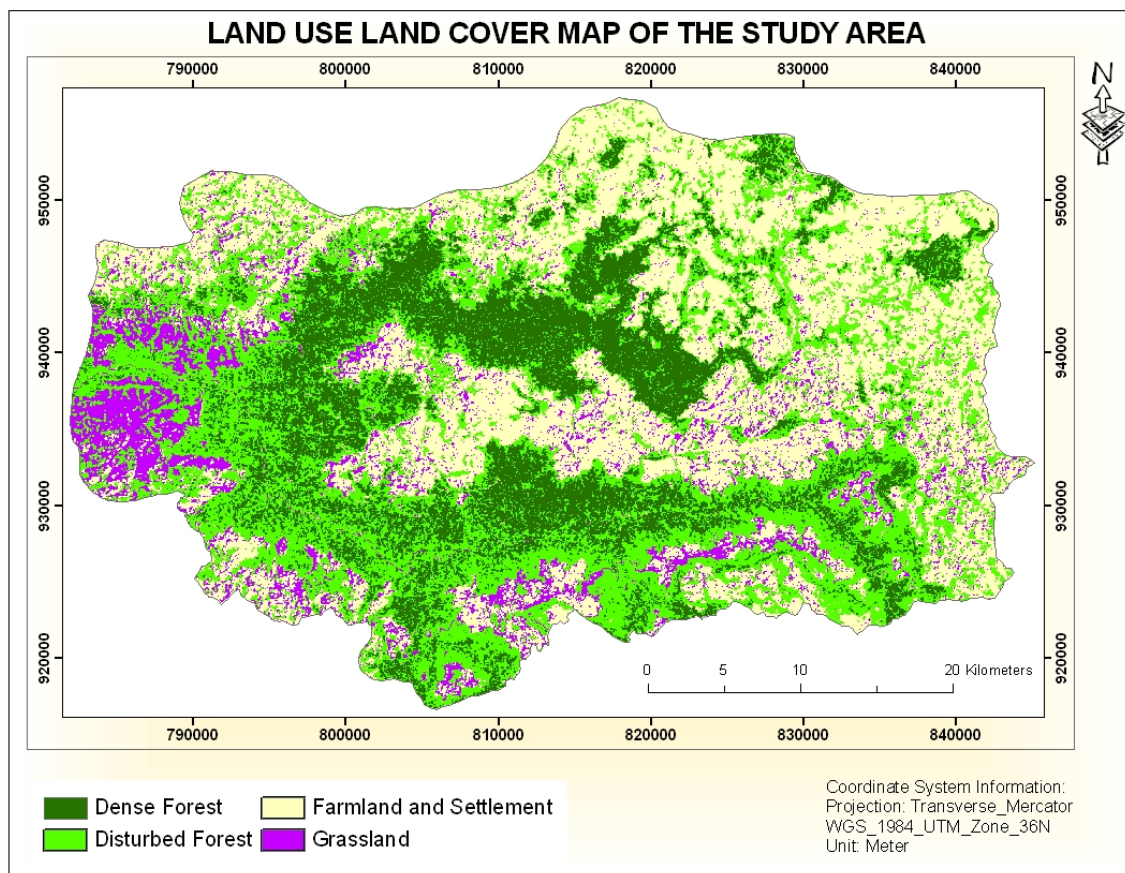 LAND USE LAND COVER MAP OF THE STUDY AREA
790000 800000 810000 820000 830000 840000
N
950000 950000
940000 940000
930000 930000
920000 920000
0 5 10 20 Kilometers
790000 800000 810000 820000 830000 840000
Dense Forest Farmland and Settlement
Disturbed Forest Grassland
Coordinate System Information:
Projection: Transverse_Mercator
WGS_1984_UTM_Zone_36N
Unit: Meter